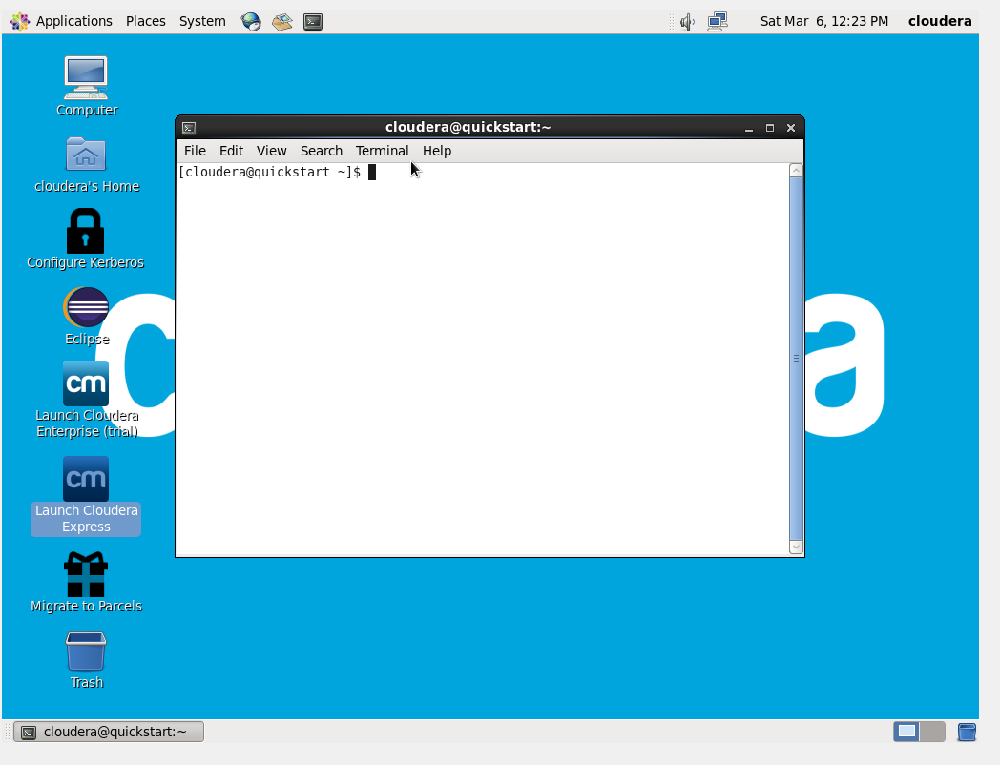 Applications Places System
Sat Mar 6, 12:23 PM cloudera
Computer
cloudera's Home
Configure Kerberos
Eclipse
cm
Launch Cloudera
Enterprise (trial)
cm
Launch Cloudera
Express
Migrate to Parcels
Trash
cloudera@quickstart:~
File Edit View Search Terminal Help
[cloudera@quickstart ~]$
c a
cloudera@quickstart:~